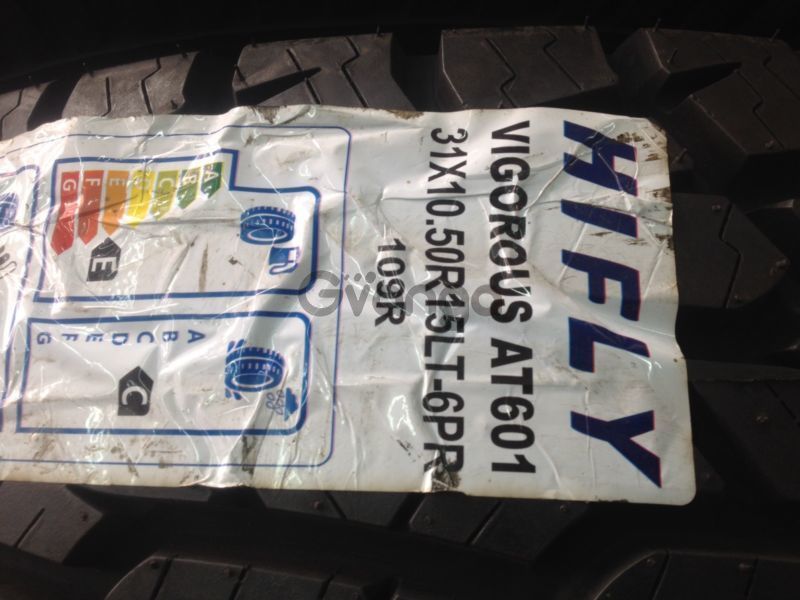 HIFLY
VIGOROUS AT601
31X10.50R15LT-6PR
109R
A
B
C
D
E
F
G
E
A
B
C
D
E
F
G
C